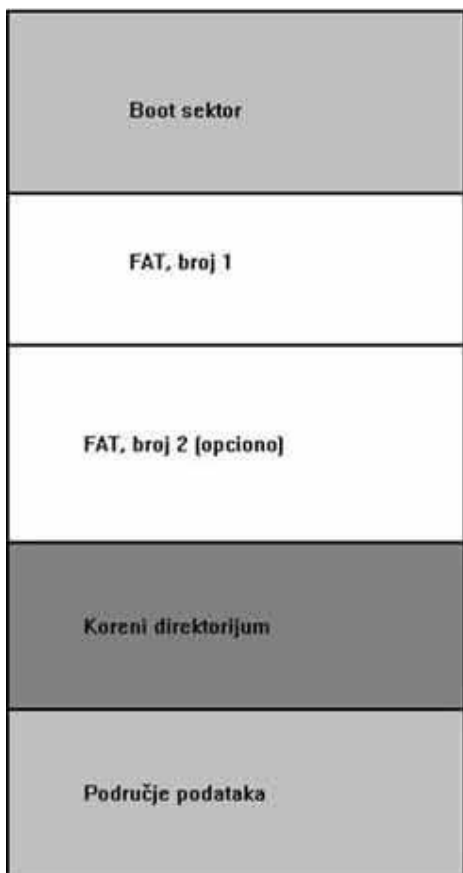 Boot sektor
FAT, broj 1
FAT, broj 2 (opciono)
Koreni direktorijum
Područje podataka